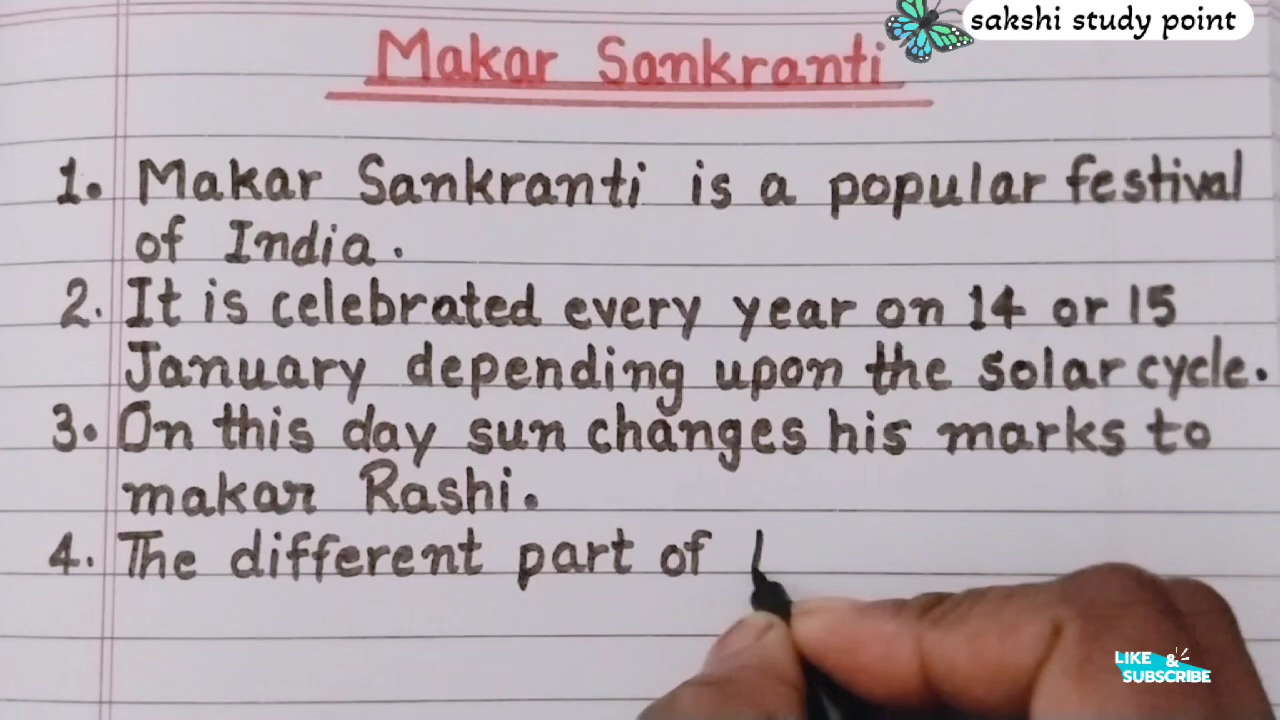 sakshi study point
Makar Sankranti
1. Makar Sankranti is a popular festival
of India.
2. It is celebrated every year on 14 or 15
January depending upon the solar cycle.
3. On this day sun changes his marks to
makar Rashi.
4. The different part of
LIKE &
SUBSCRIBE